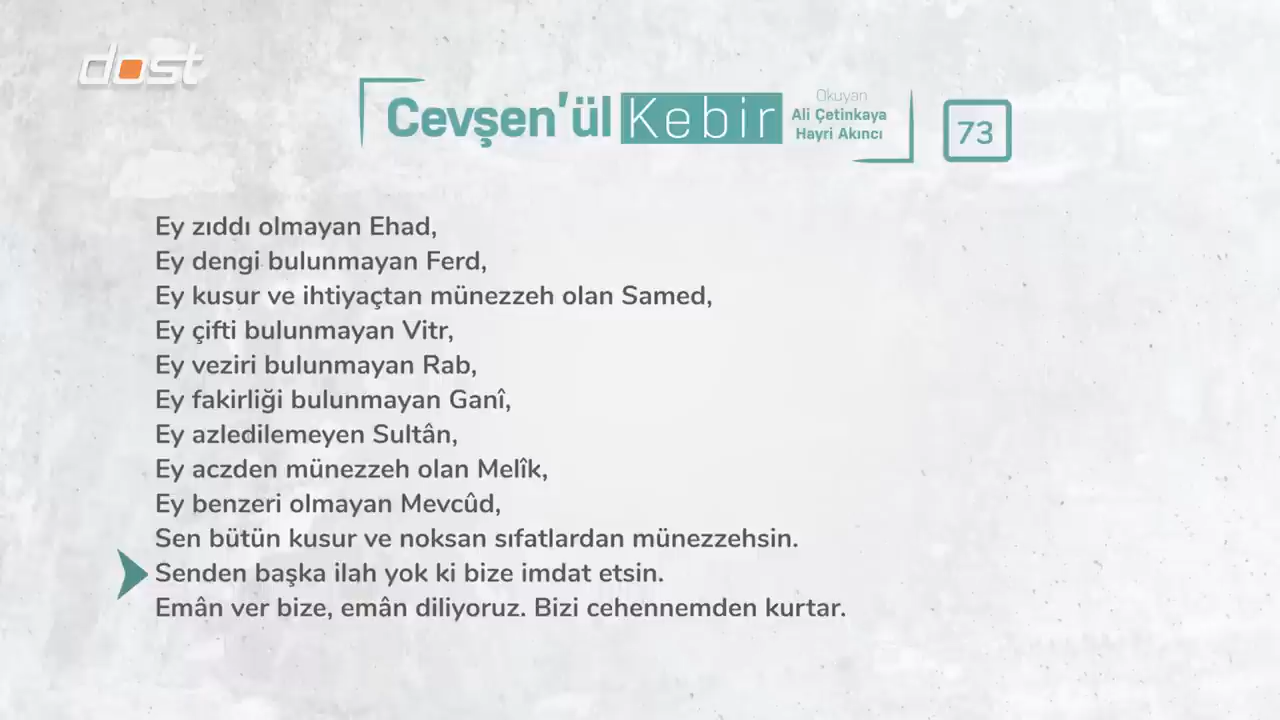 dost
Cevşen'ül Kebir
Okuyan
Ali Çetinkaya
Hayri Akıncı
73
Ey zıddı olmayan Ehad,
Ey dengi bulunmayan Ferd,
Ey kusur ve ihtiyaçtan münezzeh olan Samed,
Ey çifti bulunmayan Vitr,
Ey veziri bulunmayan Rab,
Ey fakirliği bulunmayan Ganî,
Ey azledilemeyen Sultân,
Ey aczden münezzeh olan Melîk,
Ey benzeri olmayan Mevcûd,
Sen bütün kusur ve noksan sıfatlardan münezzehsin.
Senden başka ilah yok ki bize imdat etsin.
Emân ver bize, emân diliyoruz. Bizi cehennemden kurtar.